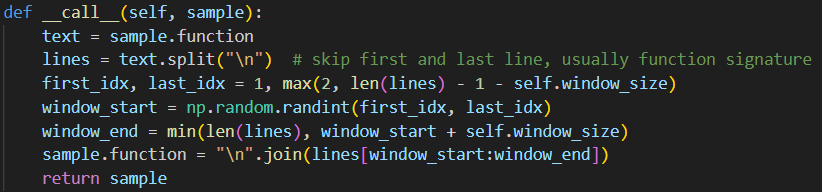 def __call__(self, sample):
    text = sample.function
    lines = text.split("\n")  # skip first and last line, usually function signature
    first_idx, last_idx = 1, max(2, len(lines) - 1 - self.window_size)
    window_start = np.random.randint(first_idx, last_idx)
    window_end = min(len(lines), window_start + self.window_size)
    sample.function = "\n".join(lines[window_start:window_end])
    return sample